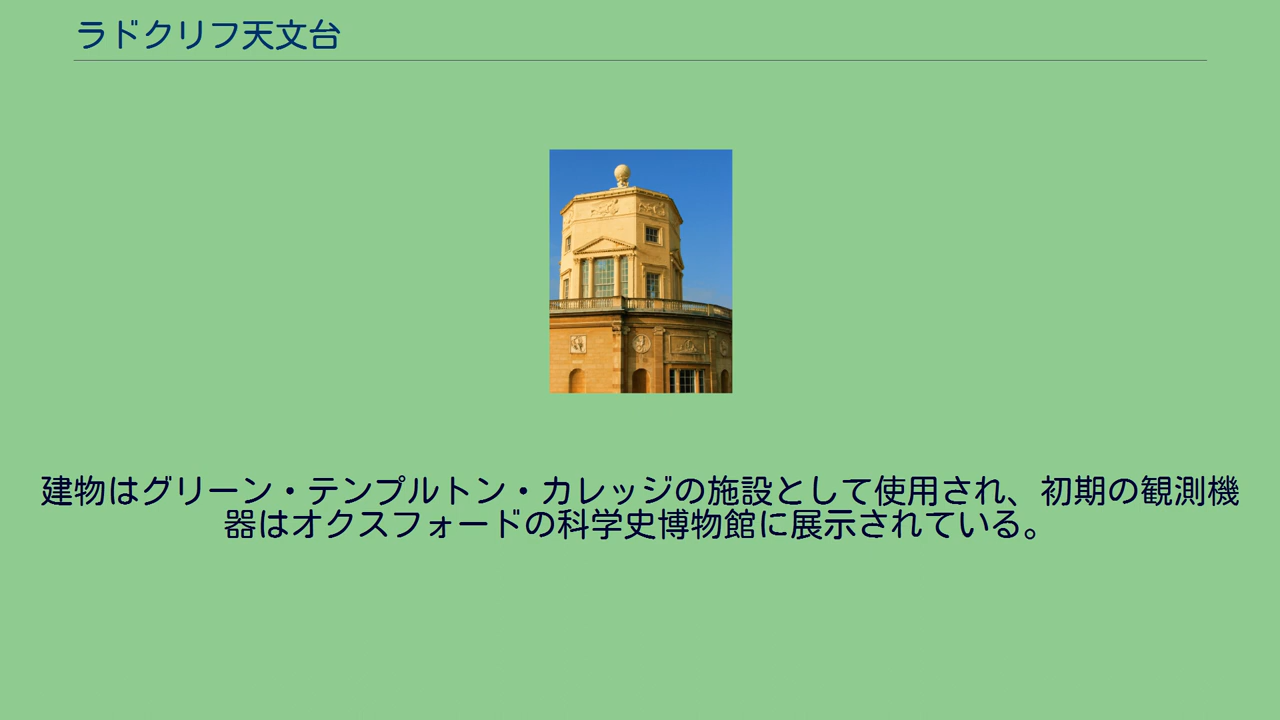 ラドクリフ天文台
建物はグリーン・テンプルトン・カレッジの施設として使用され、初期の観測機
器はオクスフォードの科学史博物館に展示されている。